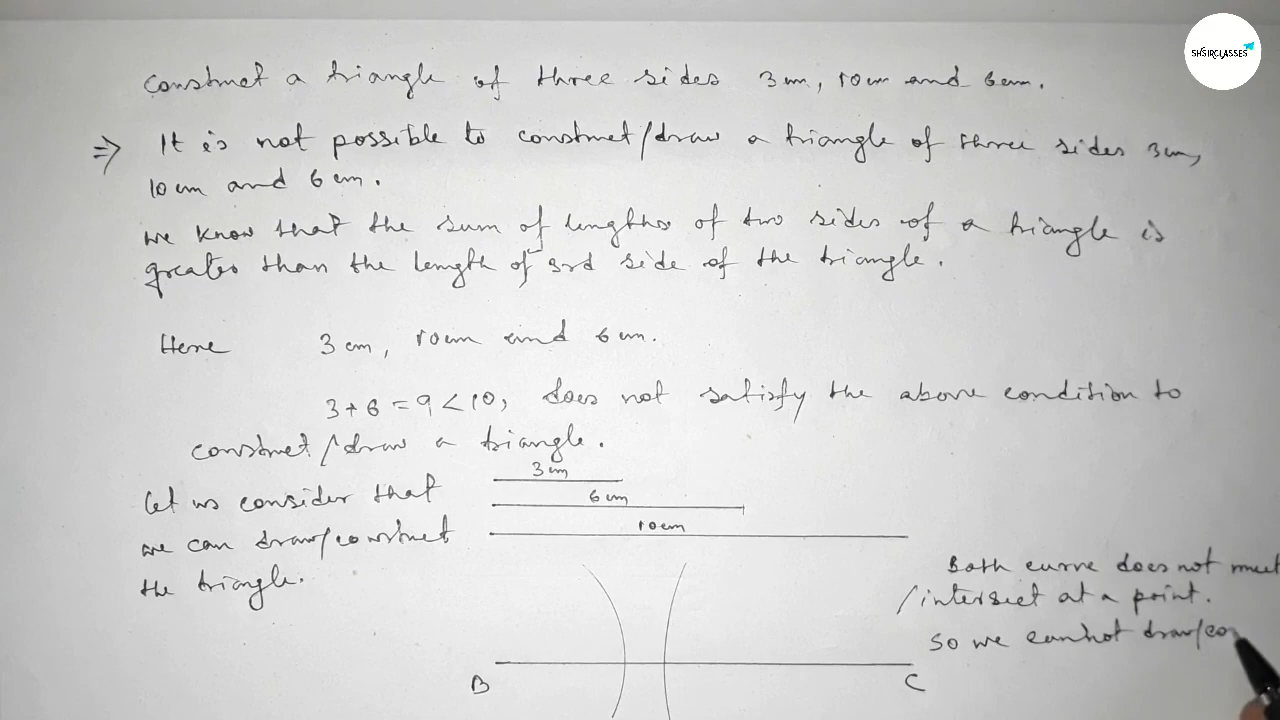 SHSIRCLASSES
Construct a triangle of three sides 3cm, 10cm and 6cm.
⇒ It is not possible to construct/draw a triangle of three sides 3cm,
10cm and 6cm.
We know that the sum of lengths of two sides of a triangle is
greater than the length of 3rd side of the triangle.
Here 3cm, 10cm and 6cm.
3+6=9<10, does not satisfy the above condition to
construct/draw a triangle.
3cm
Let us consider that
6cm
we can draw/construct
10cm
the triangle.
Both curve does not meet
/intersect at a point.
So we cannot draw/co
B
C